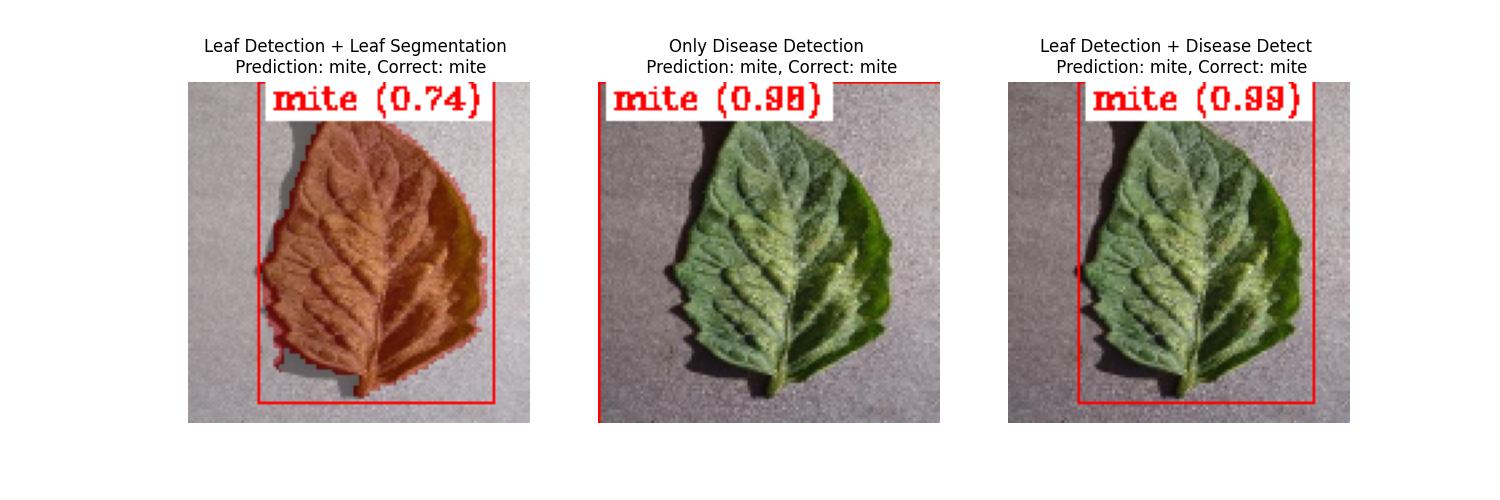 Leaf Detection + Leaf Segmentation
Prediction: mite, Correct: mite
mite (0.74)
Only Disease Detection
Prediction: mite, Correct: mite
mite (0.98)
Leaf Detection + Disease Detect
Prediction: mite, Correct: mite
mite (0.99)